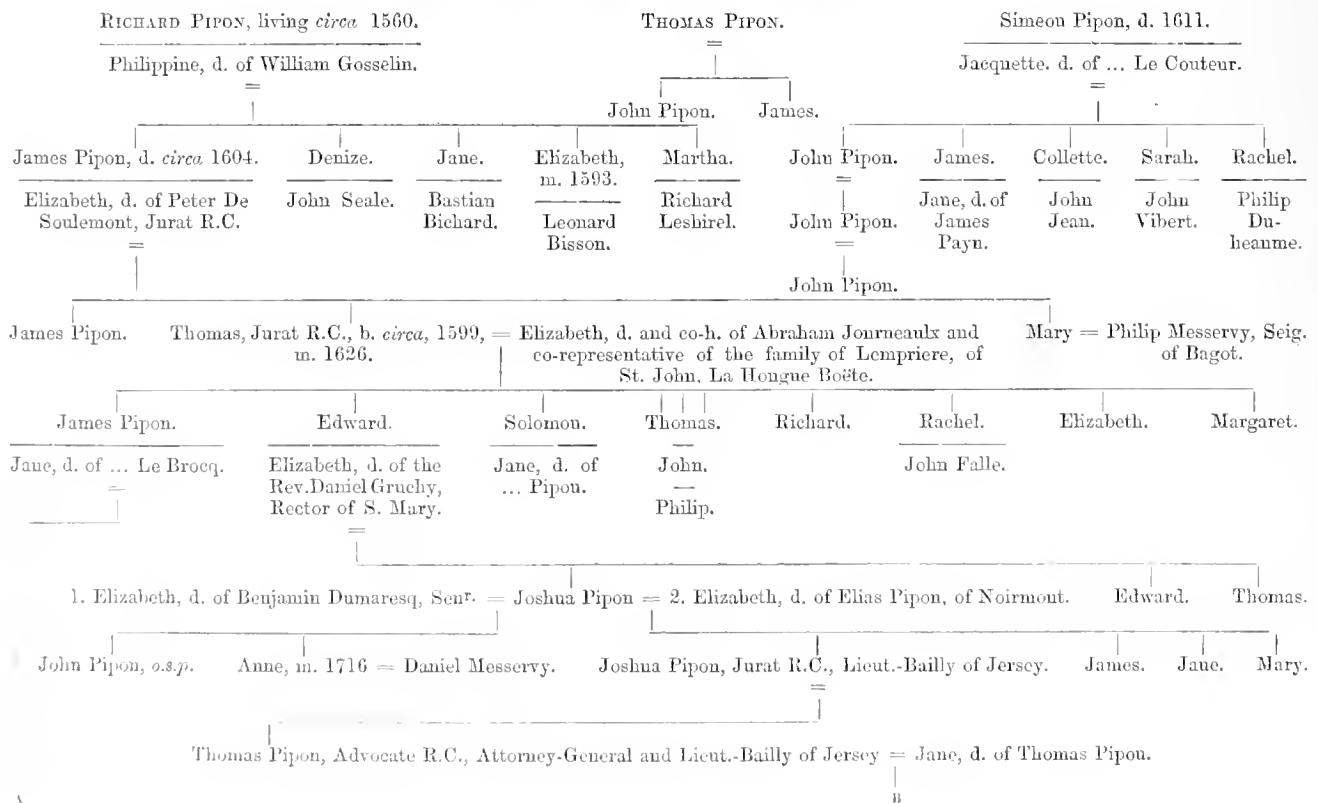 RICHARD PIPON, living circa 1560.
Philippine, d. of William Gosselin.
=
THOMAS PIPON.
=
Simeon Pipon, d. 1611.
Jacquette. d. of ... Le Couteur.
=
John Pipon. James.
James Pipon, d. circa 1604.
Elizabeth, d. of Peter De
Soulemont, Jurat R.C.
=
Denize.
John Seale.
Jane.
Bastian
Bichard.
Elizabeth,
m. 1593.
Leonard
Bisson.
Martha.
Richard
Lesbirel.
John Pipon.
=
John Pipon.
=
John Pipon.
James.
Jane, d. of
James
Payn.
Collette.
John
Jean.
Sarah.
John
Vibert.
Rachel.
Philip
Du-
heaume.
James Pipon.
Thomas, Jurat R.C., b. circa, 1599, = Elizabeth, d. and co-h. of Abraham Journeaulx and
m. 1626. co-representative of the family of Lempriere, of
St. John, La Hougue Boëte.
Mary = Philip Messervy, Seig.
of Bagot.
James Pipon.
Jane, d. of ... Le Brocq.
=
Edward.
Elizabeth, d. of the
Rev. Daniel Gruchy,
Rector of S. Mary.
=
Solomon.
Jane, d. of
... Pipon.
Thomas.
—
John.
—
Philip.
Richard.
Rachel.
John Falle.
Elizabeth.
Margaret.
1. Elizabeth, d. of Benjamin Dumaresq, Senr. = Joshua Pipon = 2. Elizabeth, d. of Elias Pipon, of Noirmont. Edward. Thomas.
John Pipon, o.s.p. Anne, m. 1716 = Daniel Messervy. Joshua Pipon, Jurat R.C., Lieut.-Bailly of Jersey. James. Jane. Mary.
=
Thomas Pipon, Advocate R.C., Attorney-General and Lieut.-Bailly of Jersey = Jane, d. of Thomas Pipon.
A B